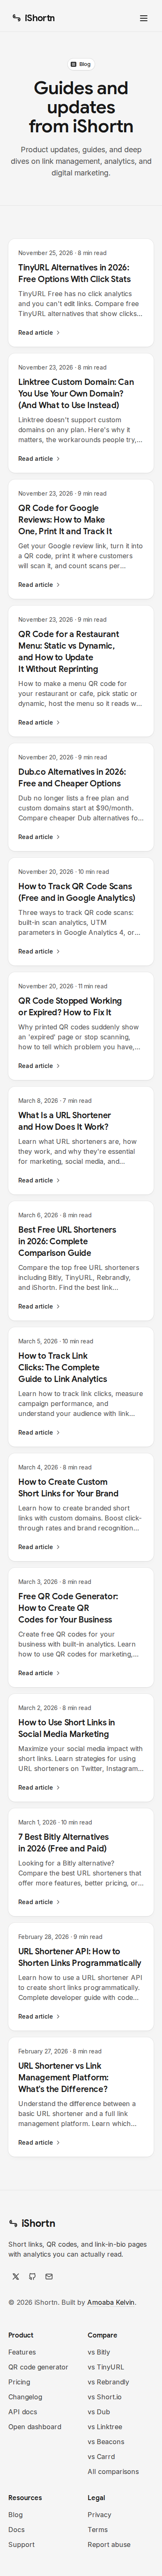 iShortn
Blog
Guides and
updates
from iShortn
Product updates, guides, and deep
dives on link management, analytics, and
digital marketing.
November 25, 2026 · 8 min read
TinyURL Alternatives in 2026:
Free Options With Click Stats
TinyURL Free has no click analytics
and you can't edit links. Compare free
TinyURL alternatives that show clicks...
Read article
November 23, 2026 · 8 min read
Linktree Custom Domain: Can
You Use Your Own Domain?
(And What to Use Instead)
Linktree doesn't support custom
domains on any plan. Here's why it
matters, the workarounds people try,...
Read article
November 23, 2026 · 9 min read
QR Code for Google
Reviews: How to Make
One, Print It and Track It
Get your Google review link, turn it into
a QR code, print it where customers
will scan it, and count scans per...
Read article
November 23, 2026 · 9 min read
QR Code for a Restaurant
Menu: Static vs Dynamic,
and How to Update
It Without Reprinting
How to make a menu QR code for
your restaurant or cafe, pick static or
dynamic, host the menu so it reads w...
Read article
November 20, 2026 · 9 min read
Dub.co Alternatives in 2026:
Free and Cheaper Options
Dub no longer lists a free plan and
custom domains start at $90/month.
Compare cheaper Dub alternatives fo...
Read article
November 20, 2026 · 10 min read
How to Track QR Code Scans
(Free and in Google Analytics)
Three ways to track QR code scans:
built-in scan analytics, UTM
parameters in Google Analytics 4, or...
Read article
November 20, 2026 · 11 min read
QR Code Stopped Working
or Expired? How to Fix It
Why printed QR codes suddenly show
an 'expired' page or stop scanning,
how to tell which problem you have,...
Read article
March 8, 2026 · 7 min read
What Is a URL Shortener
and How Does It Work?
Learn what URL shorteners are, how
they work, and why they're essential
for marketing, social media, and...
Read article
March 6, 2026 · 8 min read
Best Free URL Shorteners
in 2026: Complete
Comparison Guide
Compare the top free URL shorteners
including Bitly, TinyURL, Rebrandly,
and iShortn. Find the best link...
Read article
March 5, 2026 · 10 min read
How to Track Link
Clicks: The Complete
Guide to Link Analytics
Learn how to track link clicks, measure
campaign performance, and
understand your audience with link...
Read article
March 4, 2026 · 8 min read
How to Create Custom
Short Links for Your Brand
Learn how to create branded short
links with custom domains. Boost click-
through rates and brand recognition...
Read article
March 3, 2026 · 8 min read
Free QR Code Generator:
How to Create QR
Codes for Your Business
Create free QR codes for your
business with built-in analytics. Learn
how to use QR codes for marketing,...
Read article
March 2, 2026 · 8 min read
How to Use Short Links in
Social Media Marketing
Maximize your social media impact with
short links. Learn strategies for using
URL shorteners on Twitter, Instagram...
Read article
March 1, 2026 · 10 min read
7 Best Bitly Alternatives
in 2026 (Free and Paid)
Looking for a Bitly alternative?
Compare the best URL shorteners that
offer more features, better pricing, or...
Read article
February 28, 2026 · 9 min read
URL Shortener API: How to
Shorten Links Programmatically
Learn how to use a URL shortener API
to create short links programmatically.
Complete developer guide with code...
Read article
February 27, 2026 · 8 min read
URL Shortener vs Link
Management Platform:
What's the Difference?
Understand the difference between a
basic URL shortener and a full link
management platform. Learn which...
Read article
iShortn
Short links, QR codes, and link-in-bio pages
with analytics you can actually read.
© 2026 iShortn. Built by Amoaba Kelvin.
Product
Features
QR code generator
Pricing
Changelog
API docs
Open dashboard
Compare
vs Bitly
vs TinyURL
vs Rebrandly
vs Short.io
vs Dub
vs Linktree
vs Beacons
vs Carrd
All comparisons
Resources
Blog
Docs
Support
Legal
Privacy
Terms
Report abuse